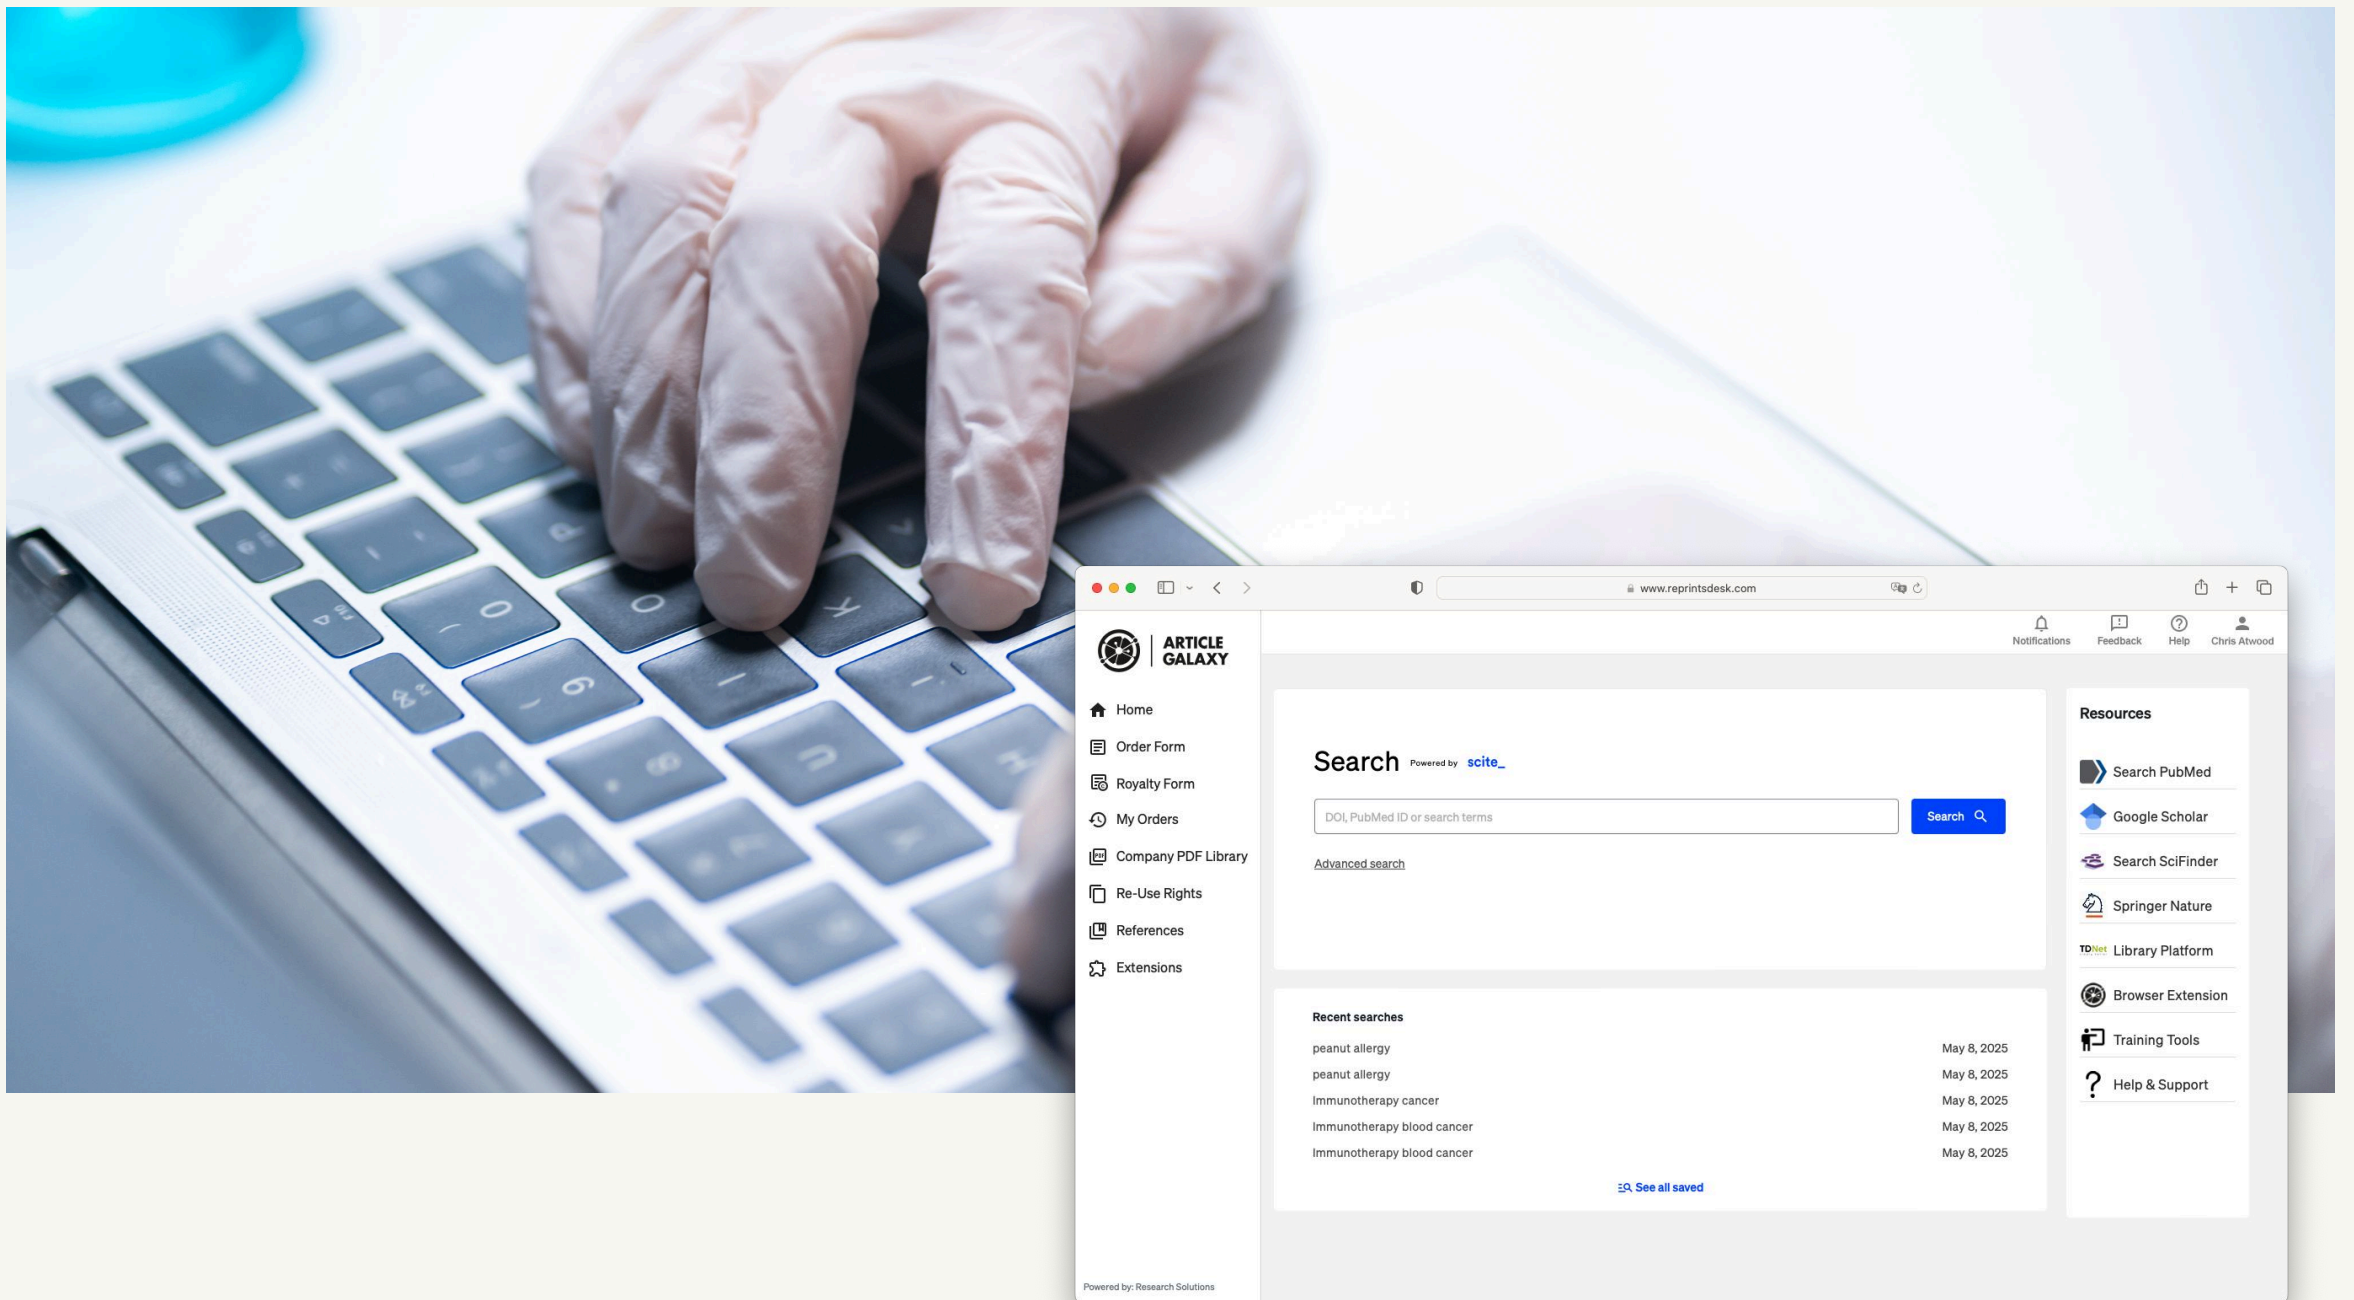 www.reprintsdesk.com
ARTICLE
GALAXY
Notifications
Feedback
Help
Chris Atwood
Home
Order Form
Royalty Form
My Orders
Company PDF Library
Re-Use Rights
References
Extensions
Powered by: Research Solutions
Search Powered by scite_
DOI, PubMed ID or search terms
Search
Advanced search
Recent searches
peanut allergy May 8, 2025
peanut allergy May 8, 2025
Immunotherapy cancer May 8, 2025
Immunotherapy blood cancer May 8, 2025
Immunotherapy blood cancer May 8, 2025
See all saved
Resources
Search PubMed
Google Scholar
Search SciFinder
Springer Nature
TDNet Library Platform
Browser Extension
Training Tools
Help & Support